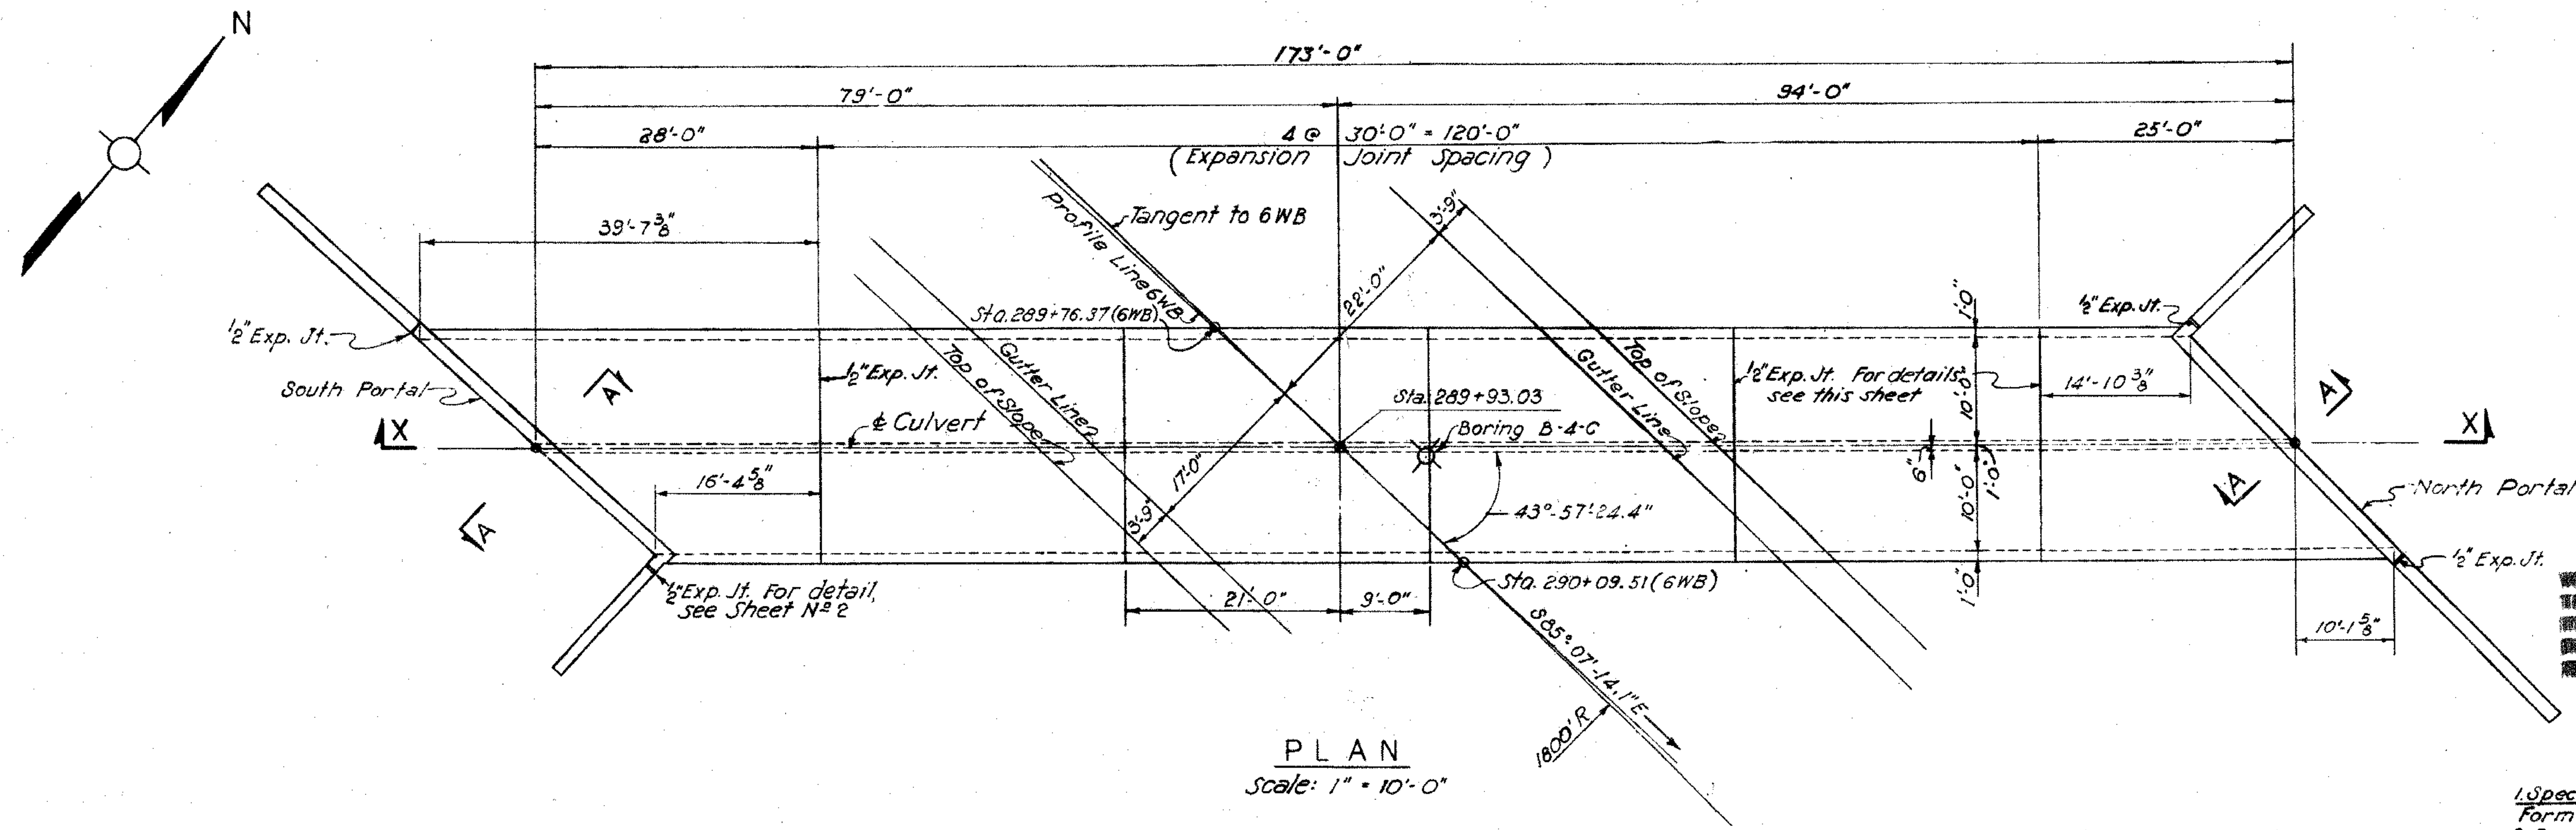 N
173'-0"
79'-0"
94'-0"
28'-0"
4 @ 30'-0" = 120'-0"
(Expansion Joint Spacing)
25'-0"
39'-7 3/8"
Tangent to 6WB
Profile Line 6WB
3'-9"
22'-0"
1'-0"
1/2" Exp. Jt.
1/2" Exp. Jt.
Sta. 289+76.37 (6WB)
Gutter Line
Top of Slope
Gutter Line
Top of Slope
South Portal
A
1/2" Exp. Jt.
1/2" Exp. Jt. For details
see this sheet
10'-0"
14'-10 3/8"
A
Sta. 289+93.03
℄ Culvert
Boring B-4-C
X
X
16'-4 5/8"
17'-0"
3'-9"
6"
10'-0"
1'-0"
A
North Portal
A
43°-57'-24.4"
1/2" Exp. Jt. For detail,
see Sheet Nº 2
21'-0"
9'-0"
Sta. 290+09.51 (6WB)
1'-0"
1/2" Exp. Jt.
10'-1 5/8"
S85°-07'-14.1"E
1800' R
PLAN
Scale: 1" = 10'-0"
1. Spec
Form